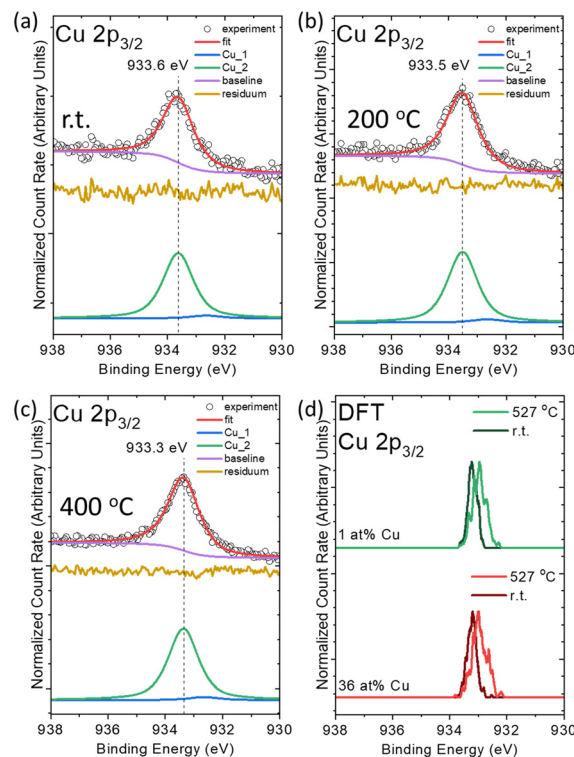 (a)
Cu 2p3/2
933.6 eV
experiment
fit
Cu_1
Cu_2
baseline
residuum
r.t.
Normalized Count Rate (Arbitrary Units)
938 936 934 932 930
Binding Energy (eV)
(b)
Cu 2p3/2
933.5 eV
experiment
fit
Cu_1
Cu_2
baseline
residuum
200 °C
Normalized Count Rate (Arbitrary Units)
938 936 934 932 930
Binding Energy (eV)
(c)
Cu 2p3/2
933.3 eV
experiment
fit
Cu_1
Cu_2
baseline
residuum
400 °C
Normalized Count Rate (Arbitrary Units)
938 936 934 932 930
Binding Energy (eV)
(d)
DFT
Cu 2p3/2
527 °C
r.t.
1 at% Cu
527 °C
r.t.
36 at% Cu
Normalized Count Rate (Arbitrary Units)
938 936 934 932 930
Binding Energy (eV)